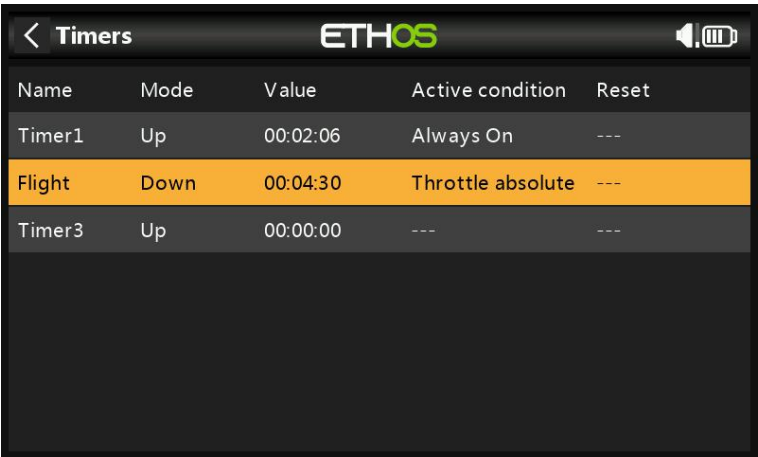 Timers ETHOS
Name Mode Value Active condition Reset
Timer1 Up 00:02:06 Always On ---
Flight Down 00:04:30 Throttle absolute ---
Timer3 Up 00:00:00 --- ---